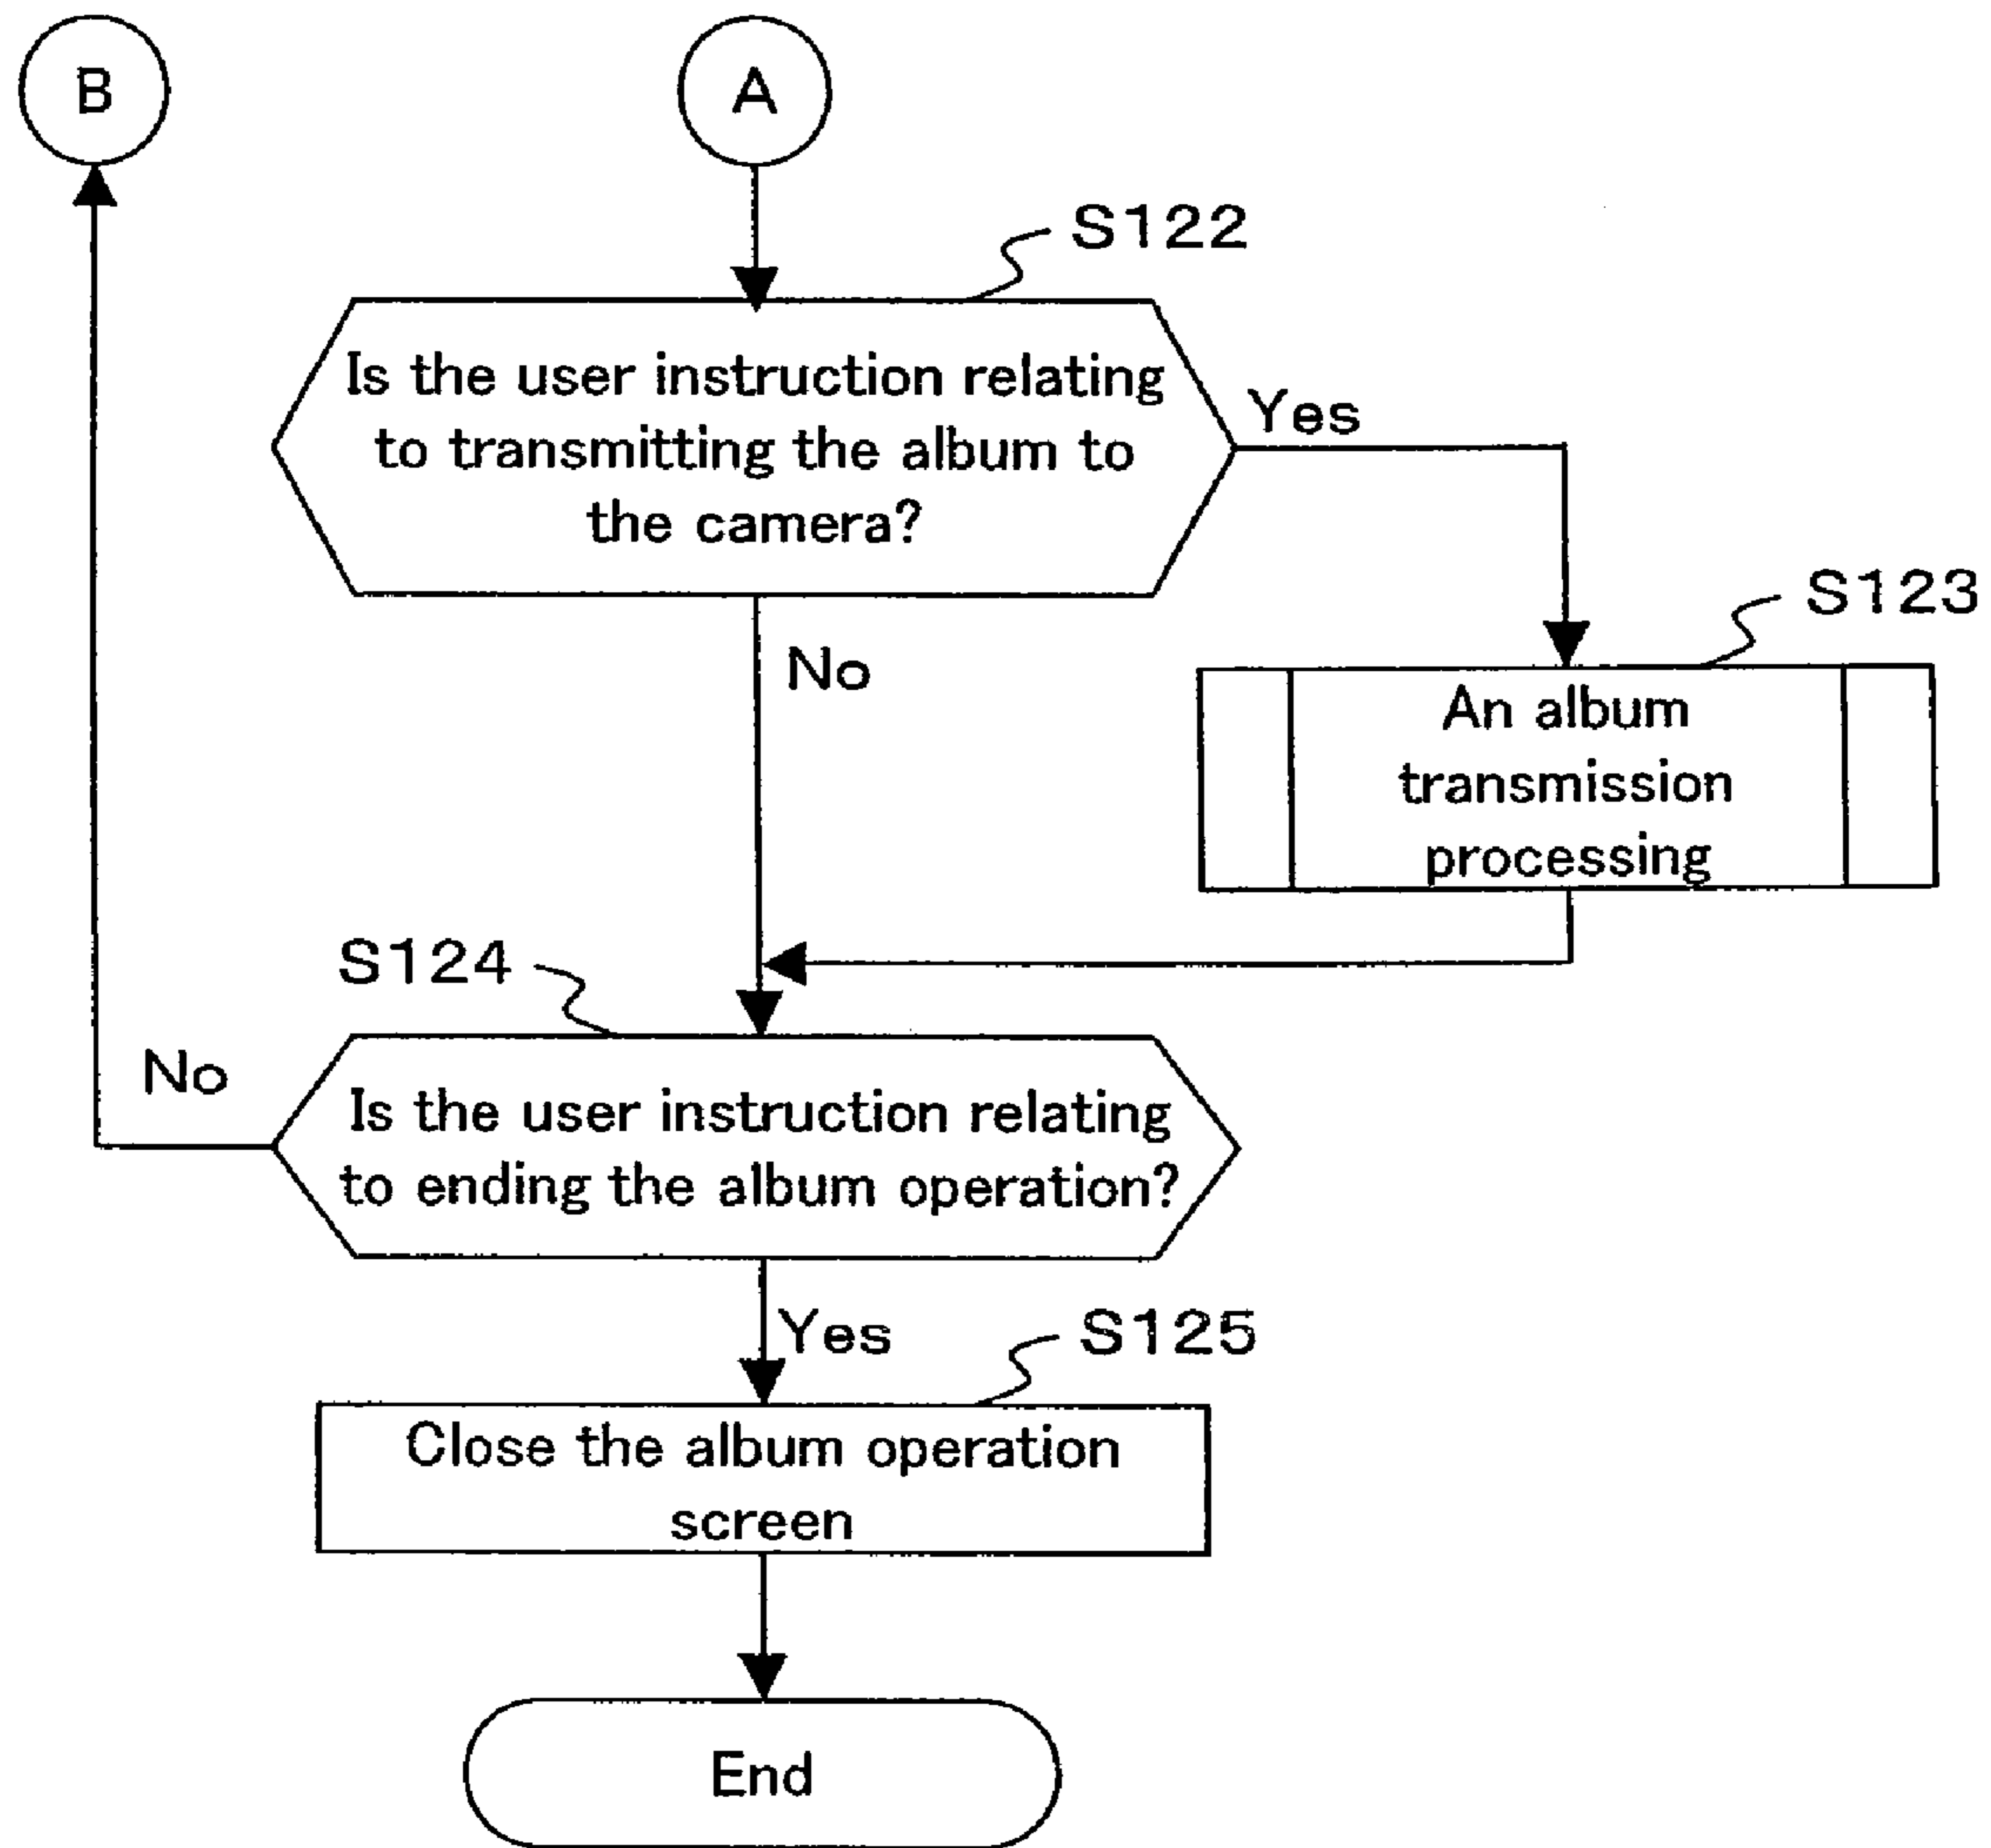 B
A
S122
Is the user instruction relating
to transmitting the album to
the camera?
Yes
No
S123
An album
transmission
processing
S124
No
Is the user instruction relating
to ending the album operation?
Yes
S125
Close the album operation
screen
End